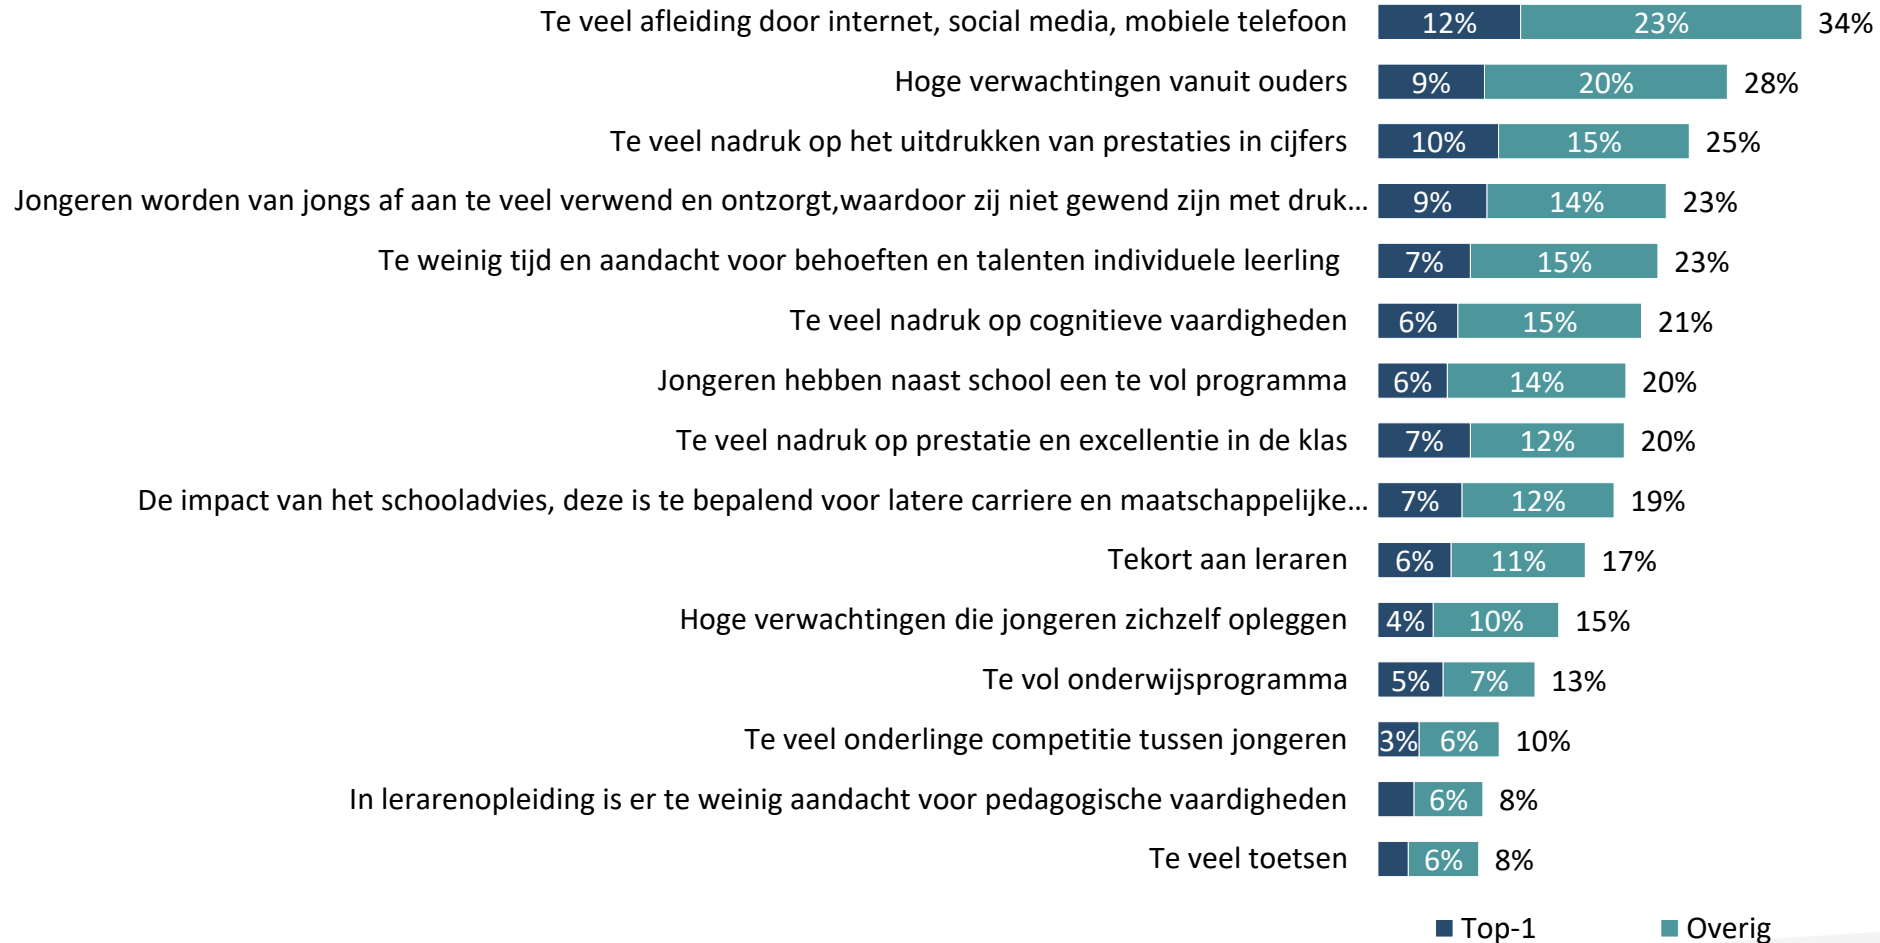 Te veel afleiding door internet, social media, mobiele telefoon 12% 23% 34%
Hoge verwachtingen vanuit ouders 9% 20% 28%
Te veel nadruk op het uitdrukken van prestaties in cijfers 10% 15% 25%
Jongeren worden van jongs af aan te veel verwend en ontzorgt,waardoor zij niet gewend zijn met druk… 9% 14% 23%
Te weinig tijd en aandacht voor behoeften en talenten individuele leerling 7% 15% 23%
Te veel nadruk op cognitieve vaardigheden 6% 15% 21%
Jongeren hebben naast school een te vol programma 6% 14% 20%
Te veel nadruk op prestatie en excellentie in de klas 7% 12% 20%
De impact van het schooladvies, deze is te bepalend voor latere carriere en maatschappelijke… 7% 12% 19%
Tekort aan leraren 6% 11% 17%
Hoge verwachtingen die jongeren zichzelf opleggen 4% 10% 15%
Te vol onderwijsprogramma 5% 7% 13%
Te veel onderlinge competitie tussen jongeren 3% 6% 10%
In lerarenopleiding is er te weinig aandacht voor pedagogische vaardigheden 6% 8%
Te veel toetsen 6% 8%
Top-1 Overig